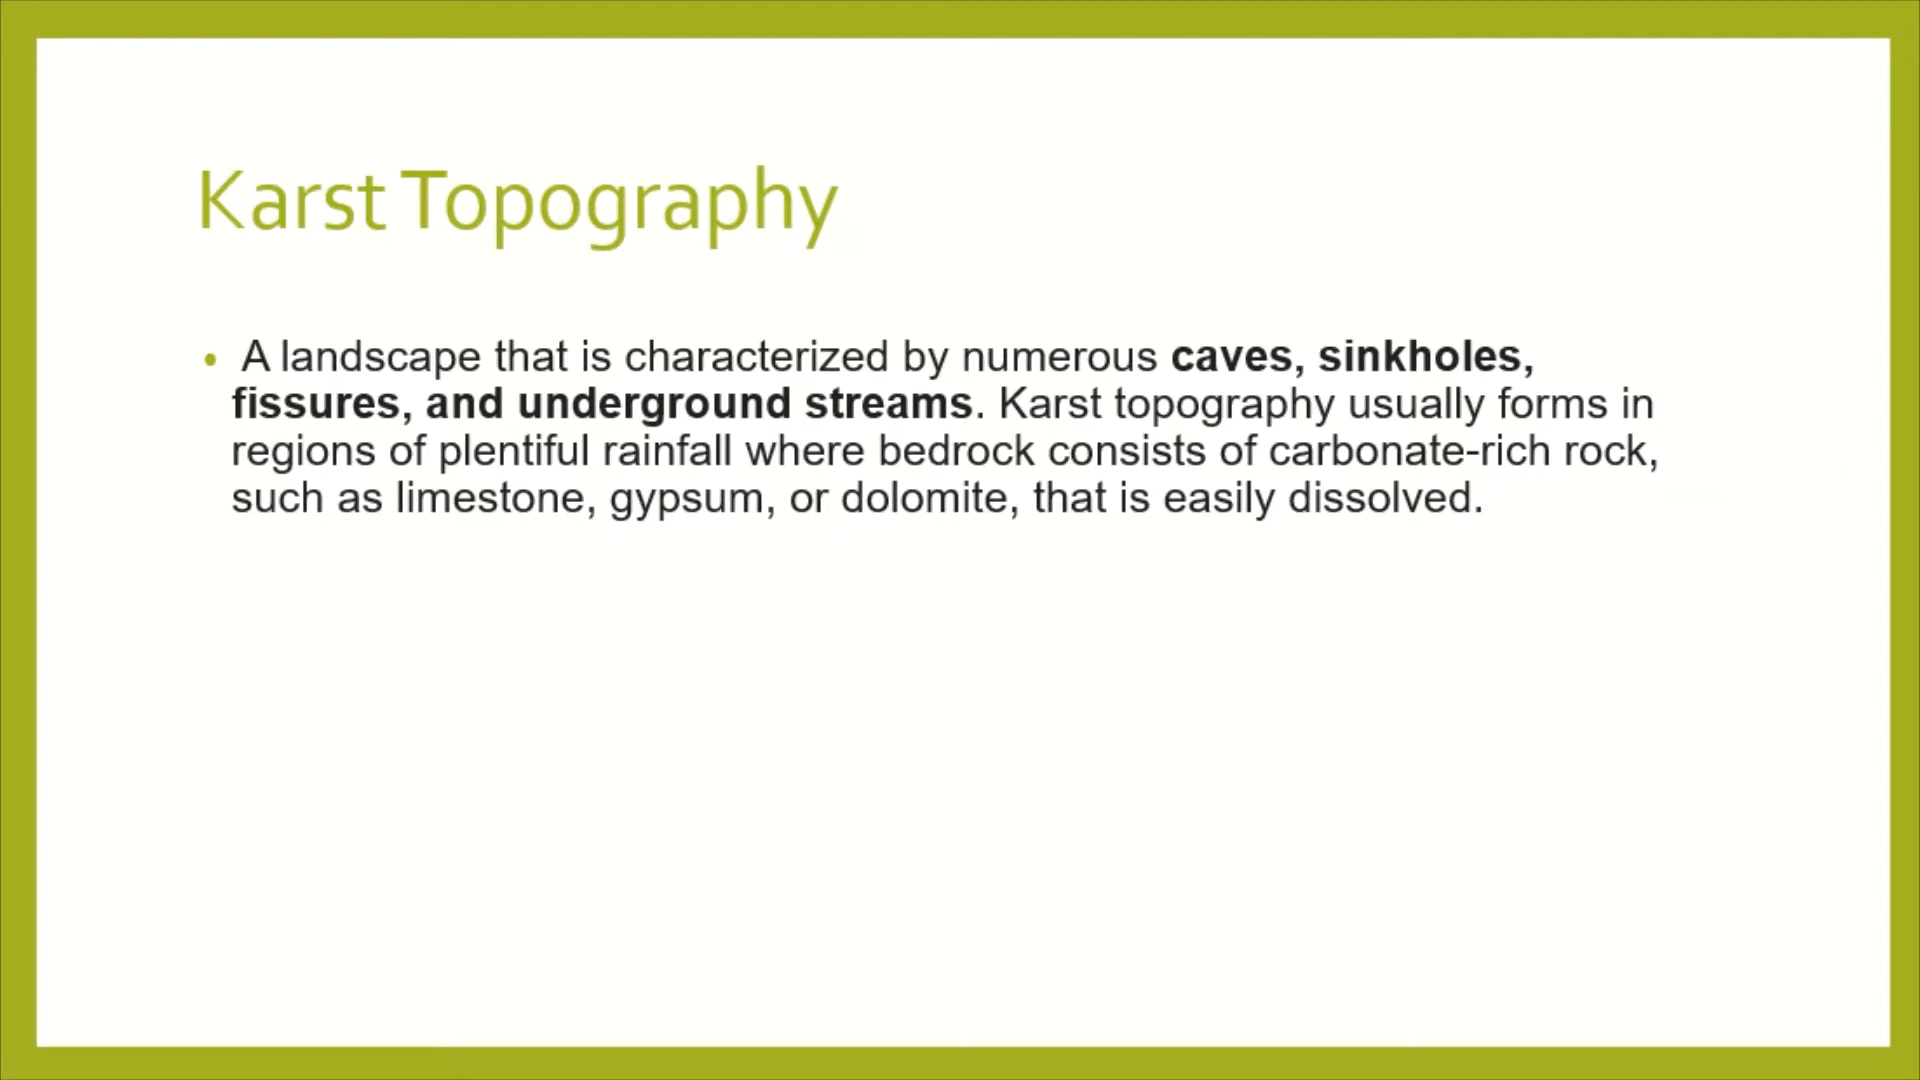 Karst Topography
• A landscape that is characterized by numerous caves, sinkholes,
fissures, and underground streams. Karst topography usually forms in
regions of plentiful rainfall where bedrock consists of carbonate-rich rock,
such as limestone, gypsum, or dolomite, that is easily dissolved.